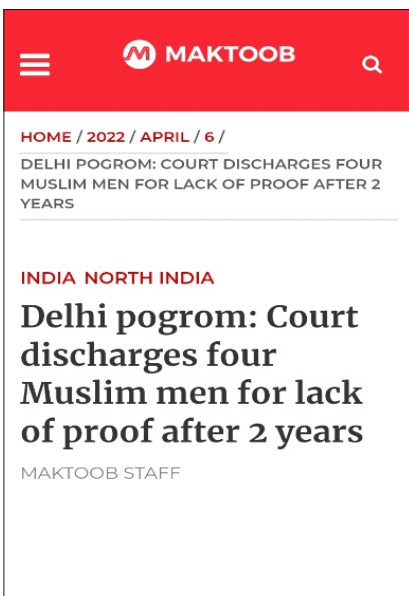 MAKTOOB
HOME / 2022 / APRIL / 6 /
DELHI POGROM: COURT DISCHARGES FOUR
MUSLIM MEN FOR LACK OF PROOF AFTER 2
YEARS
INDIA NORTH INDIA
Delhi pogrom: Court
discharges four
Muslim men for lack
of proof after 2 years
MAKTOOB STAFF